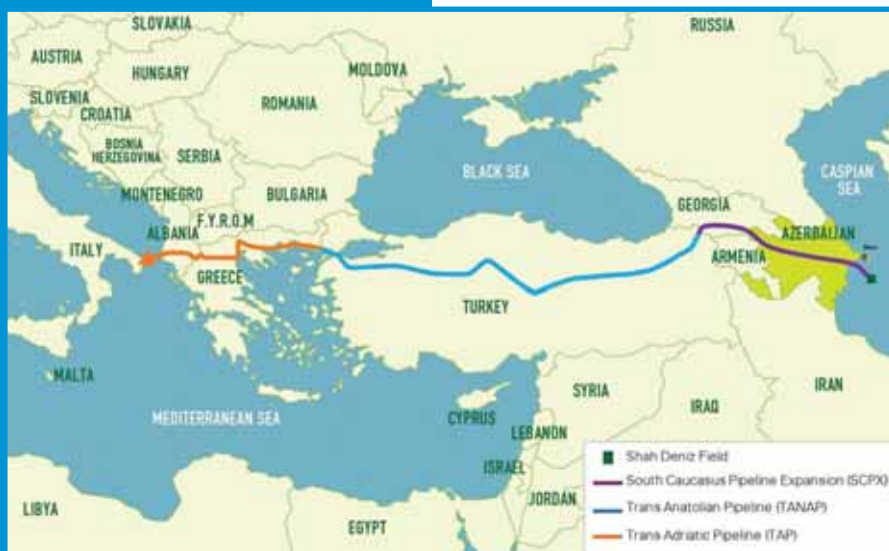 SLOVAKIA
RUSSIA
AUSTRIA
HUNGARY
MOLDOVA
SLOVENIA
CROATIA
ROMANIA
BOSNIA
HERZEGOVINA
SERBIA
BLACK SEA
CASPIAN
SEA
MONTENEGRO
BULGARIA
GEORGIA
F.Y.R.O.M
ALBANIA
AZERBAIJAN
ITALY
ARMENIA
GREECE
TURKEY
MALTA
SYRIA
IRAN
IRAQ
MEDITERRANEAN SEA
CYPRUS
LEBANON
ISRAEL
JORDAN
LIBYA
EGYPT
Shah Deniz Field
South Caucasus Pipeline Expansion (SCPX)
Trans Anatolian Pipeline (TANAP)
Trans Adriatic Pipeline (TAP)